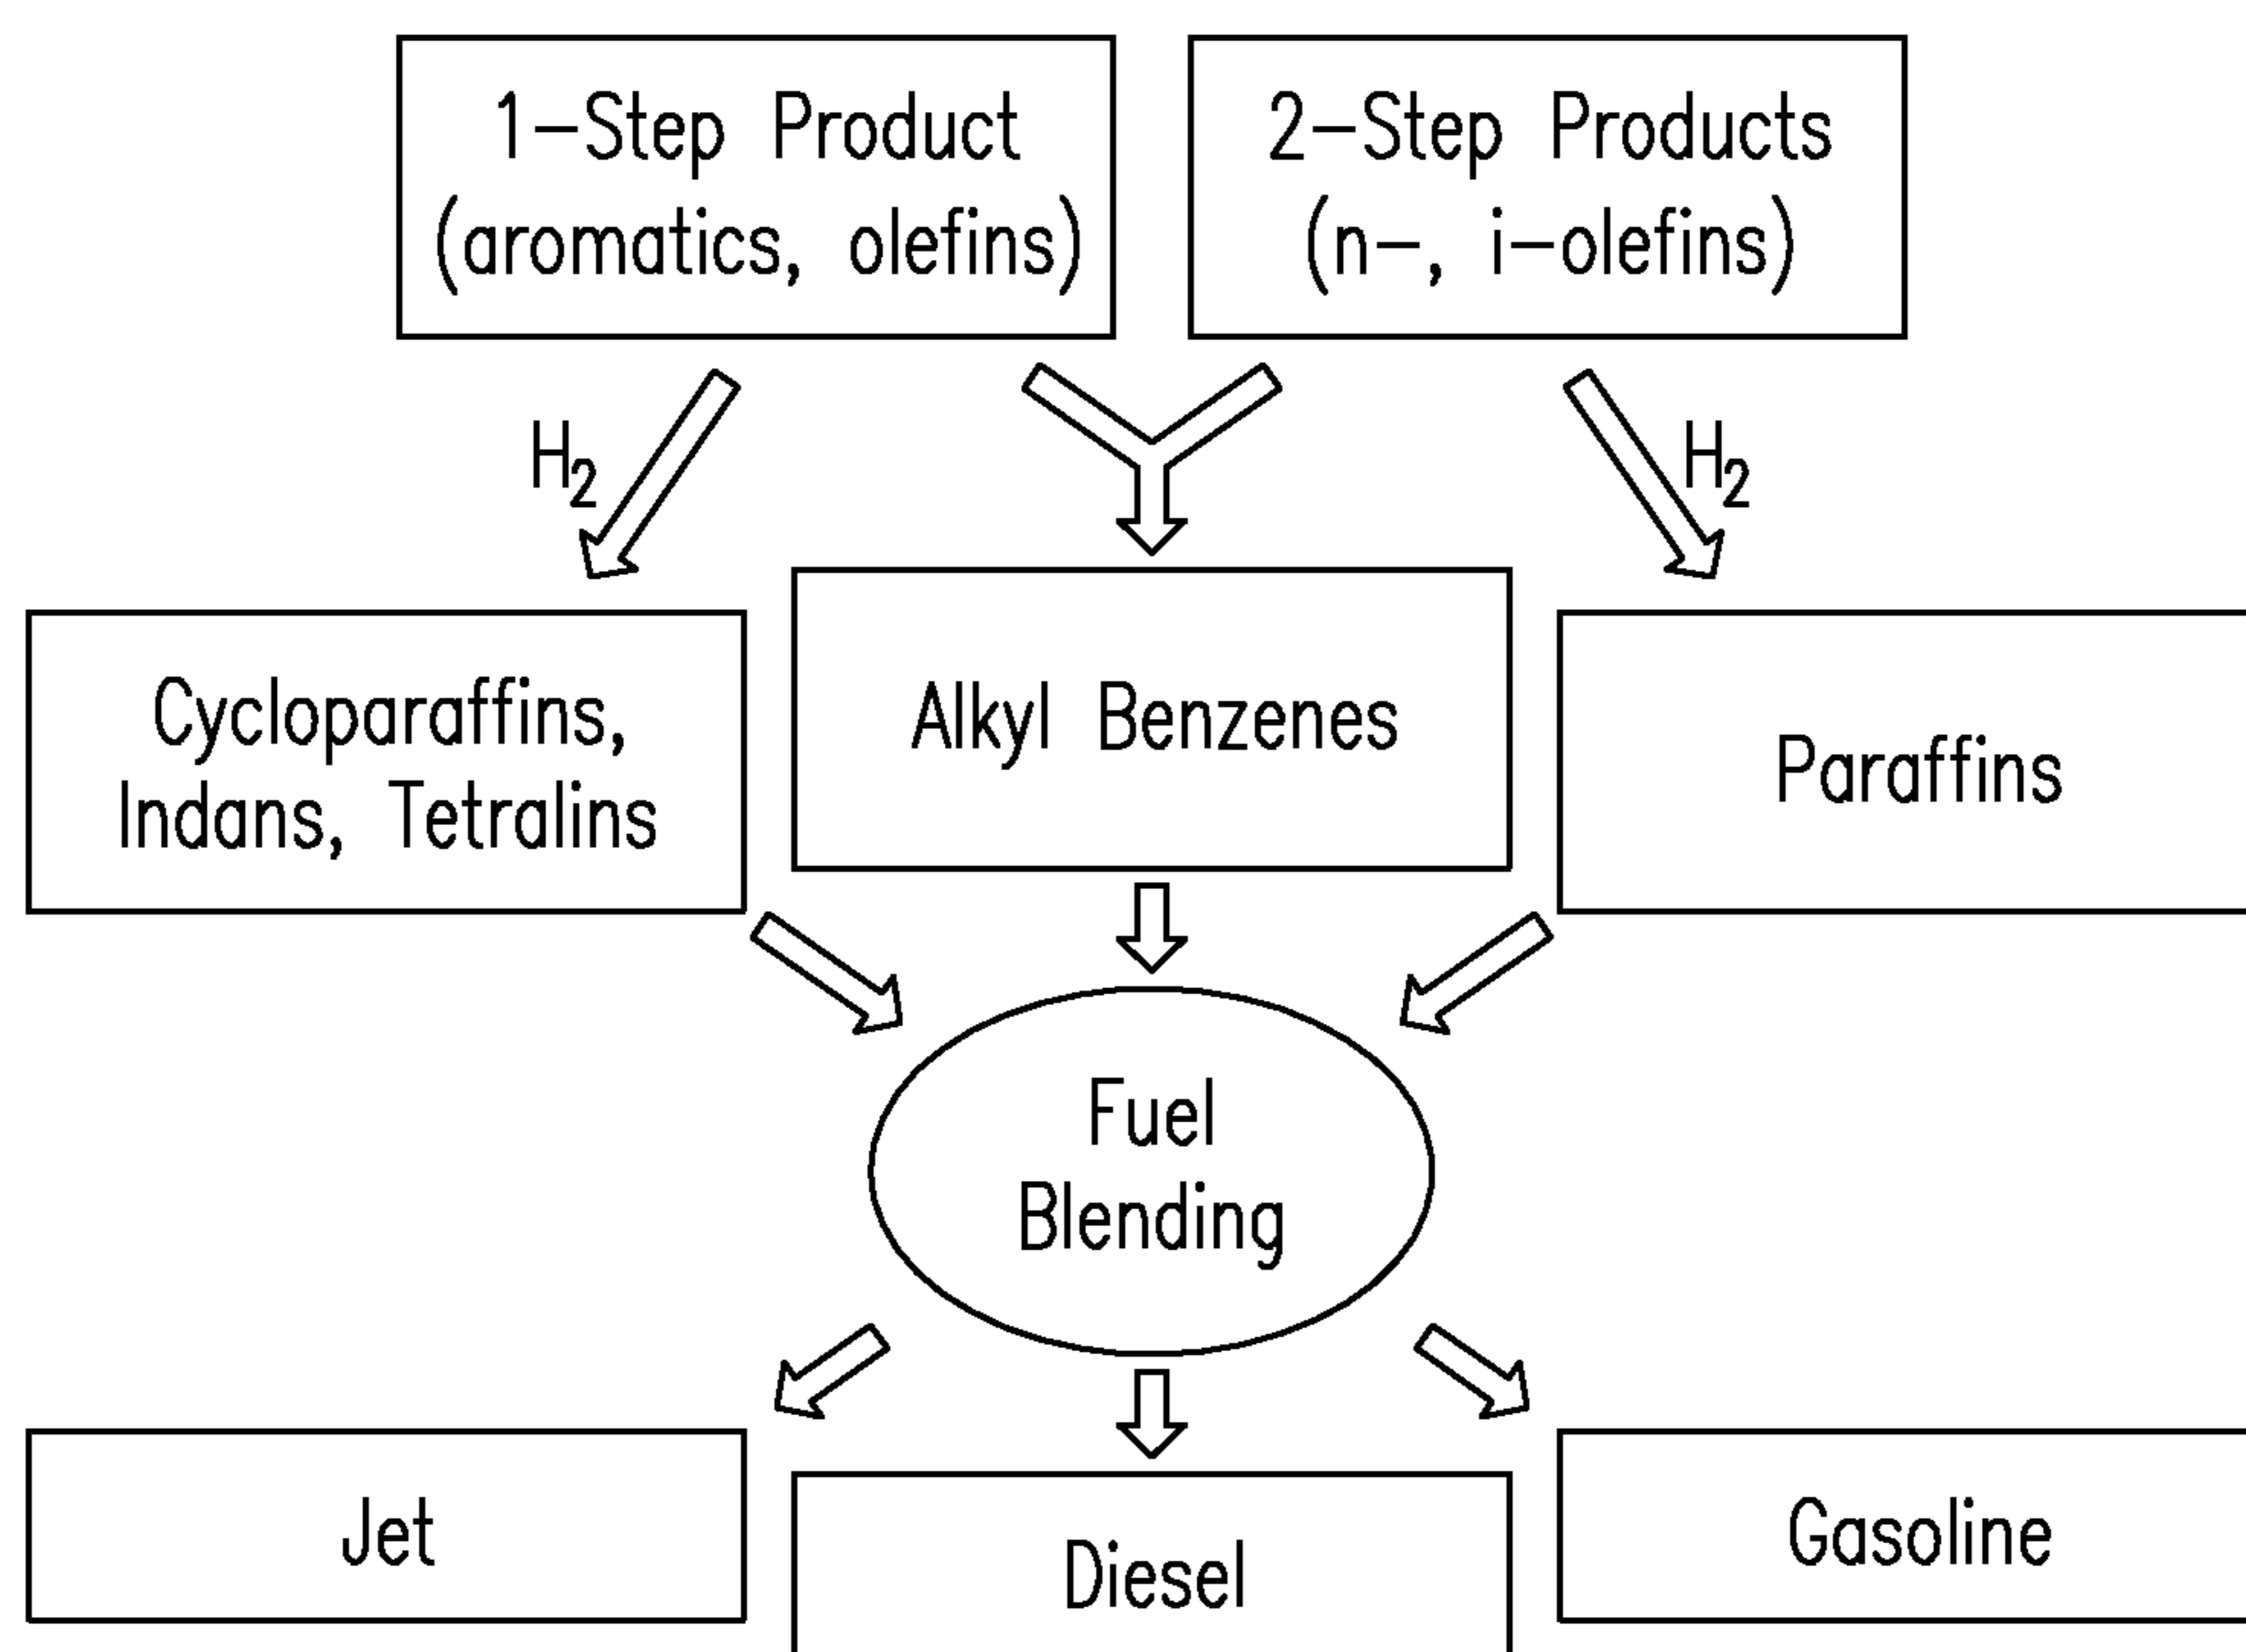 1–Step Product
(aromatics, olefins)
2–Step Products
(n–, i–olefins)
H₂
H₂
Cycloparaffins,
Indans, Tetralins
Alkyl Benzenes
Paraffins
Fuel
Blending
Jet
Diesel
Gasoline